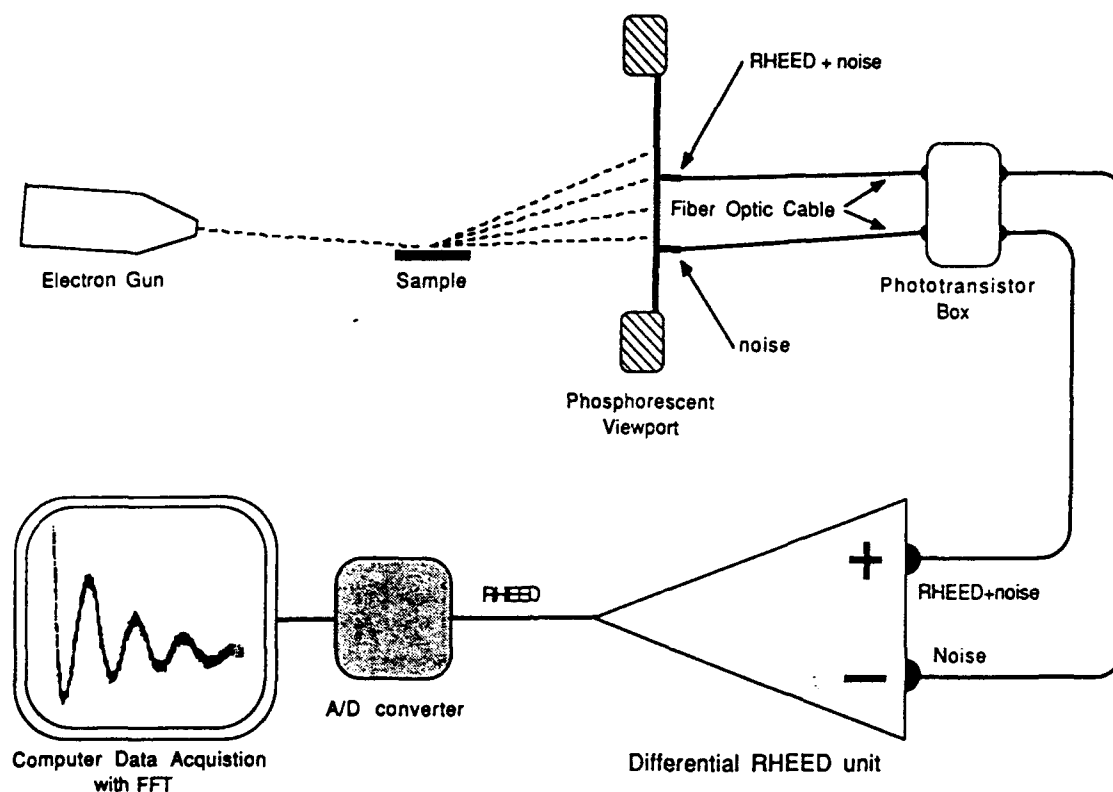 RHEED + noise
Fiber Optic Cable
Electron Gun
Sample
Phototransistor
Box
noise
Phosphorescent
Viewport
+
RHEED
RHEED+noise
Noise
—
A/D converter
Computer Data Acquistion
with FFT
Differential RHEED unit